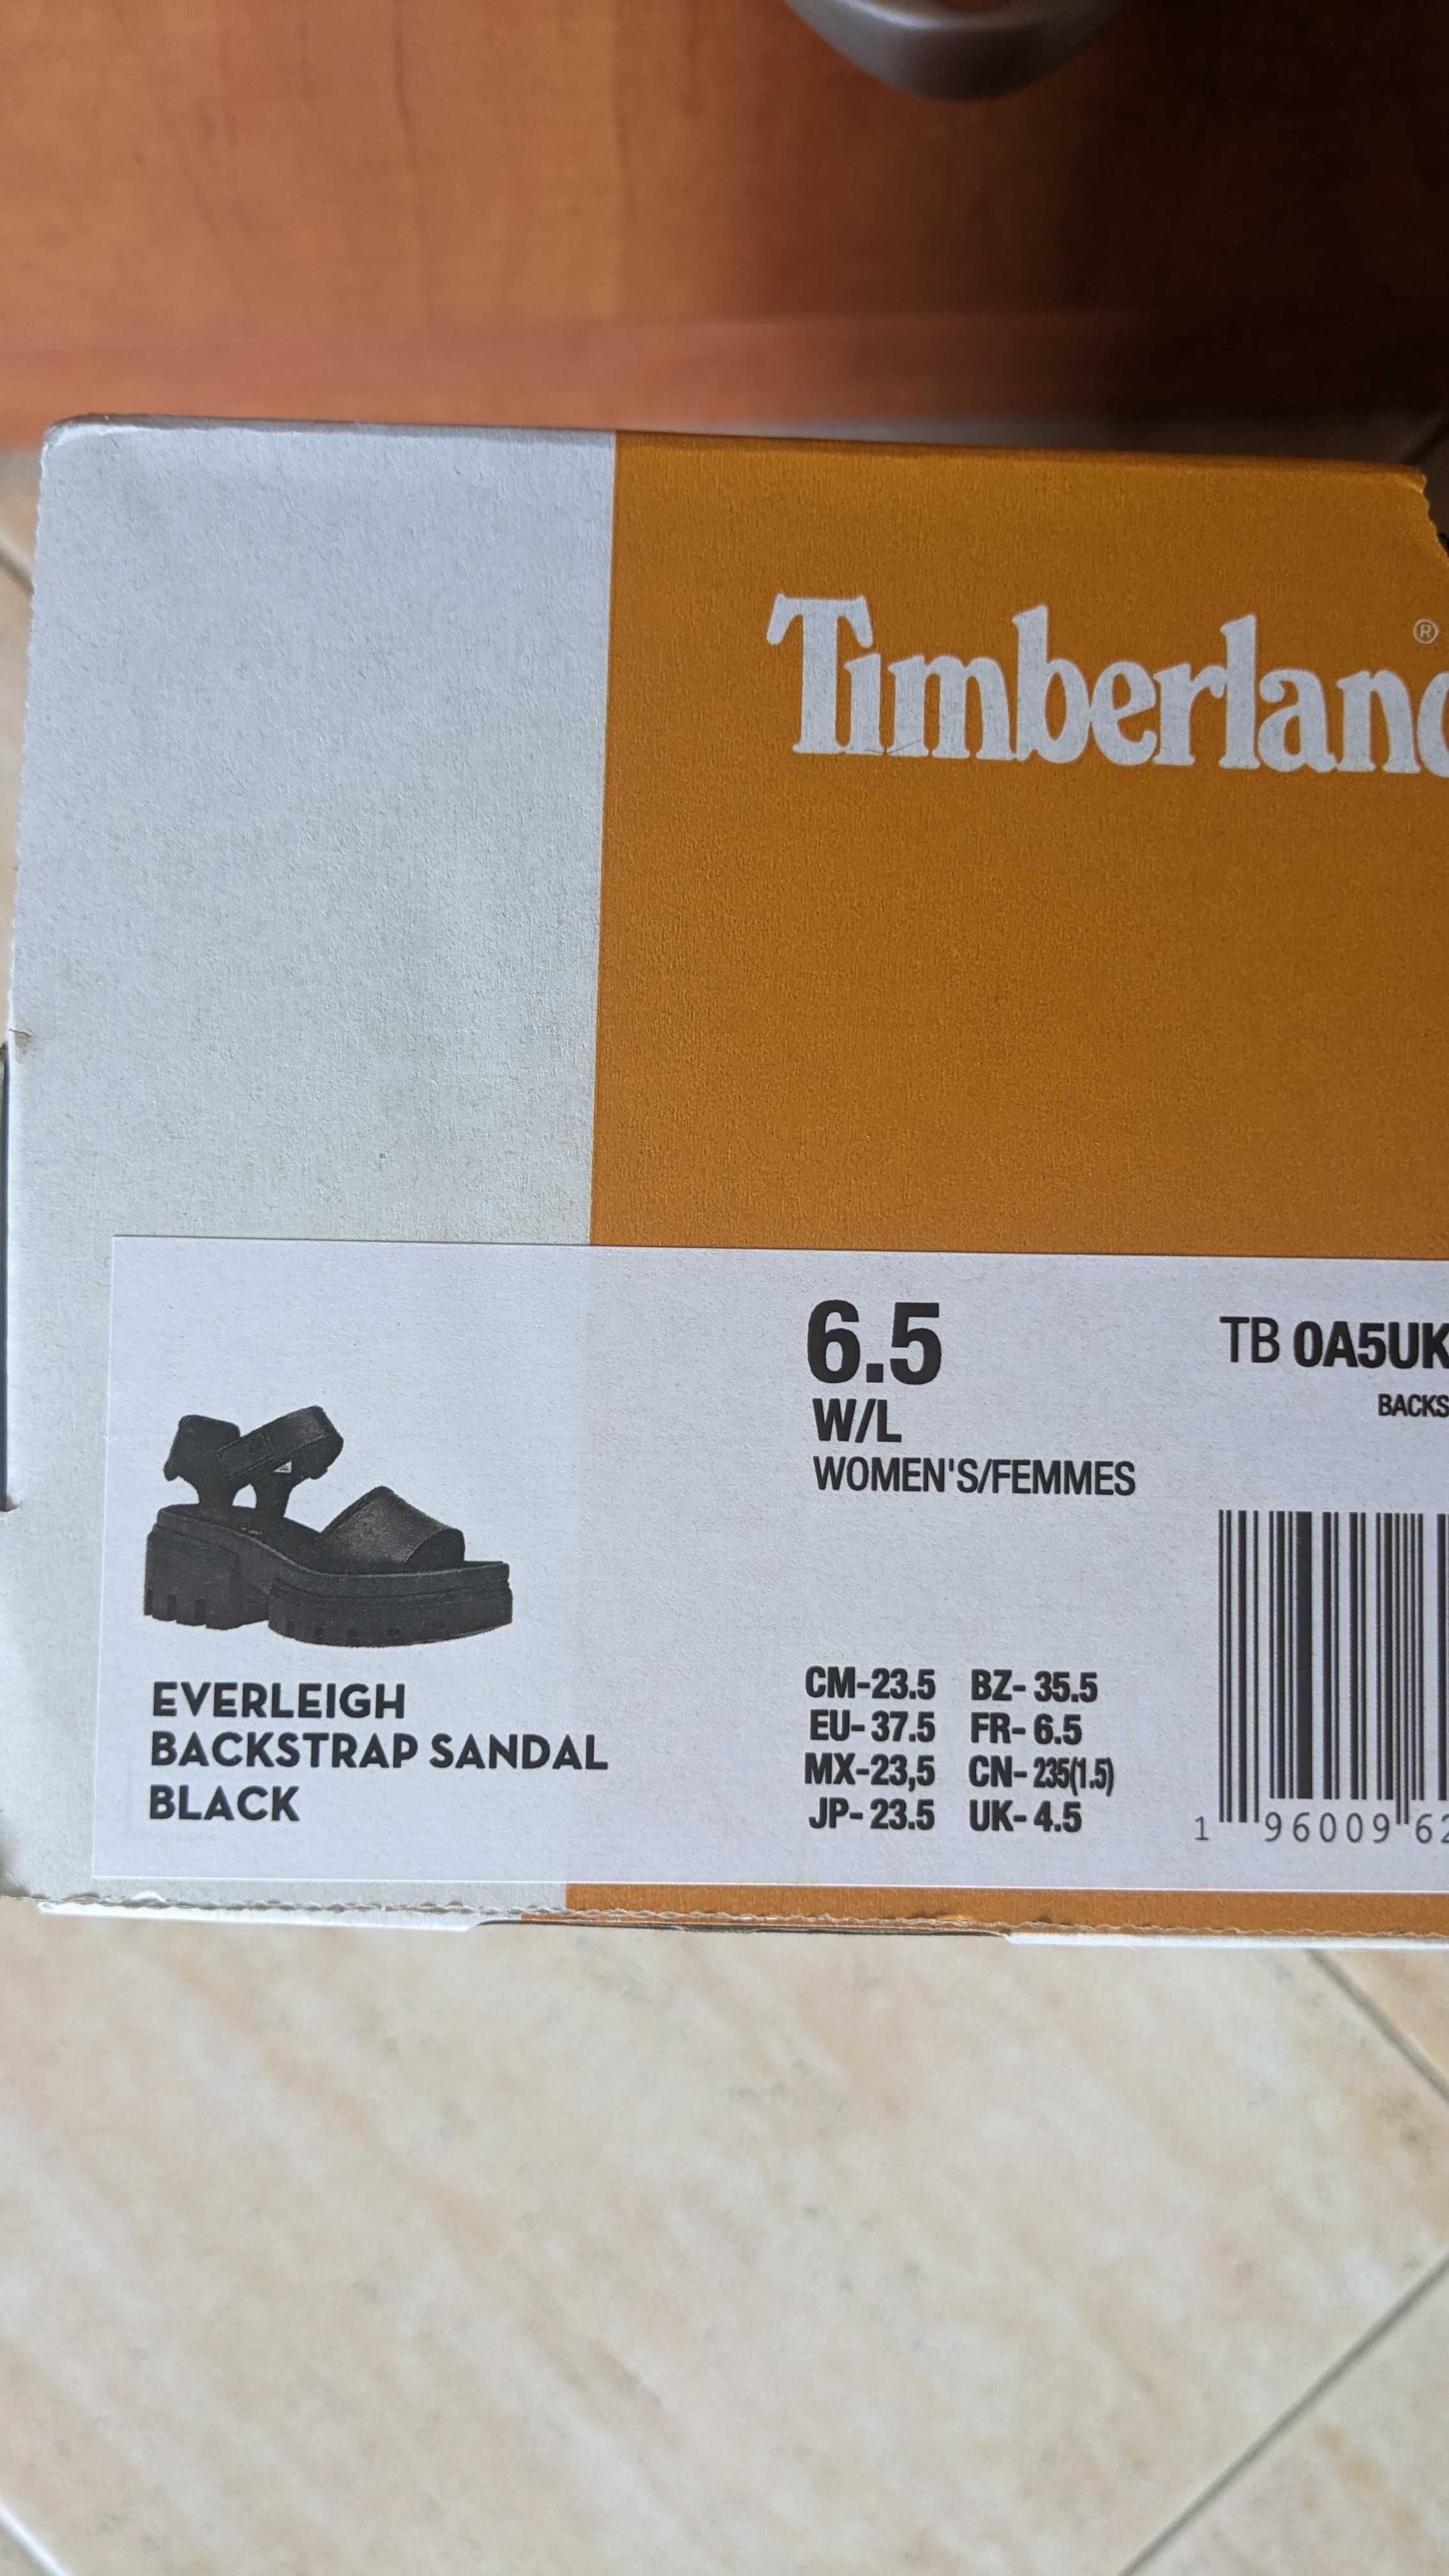 Timberland®
6.5
W/L
WOMEN'S/FEMMES
TB 0A5UK
BACKS
EVERLEIGH
BACKSTRAP SANDAL
BLACK
CM-23.5 BZ-35.5
EU-37.5 FR-6.5
MX-23,5 CN-235(1.5)
JP-23.5 UK-4.5
1 96009 62